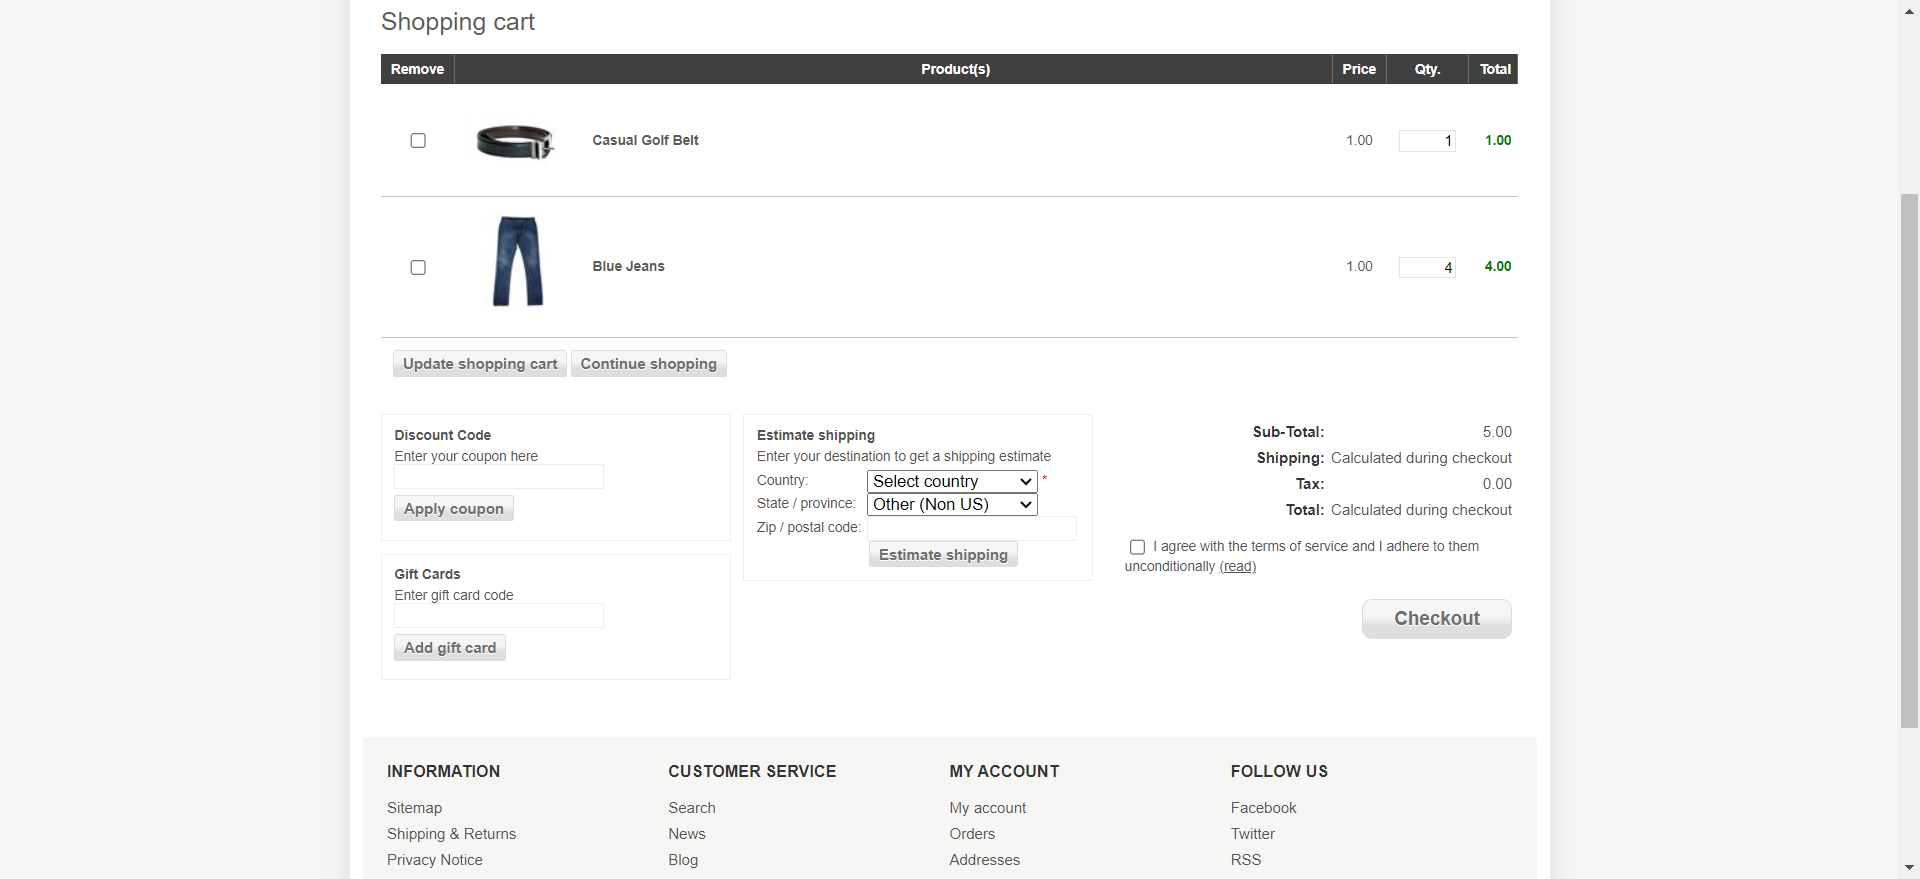 Shopping cart
Remove Product(s) Price Qty. Total
Casual Golf Belt 1.00 1 1.00
Blue Jeans 1.00 4 4.00
Update shopping cart Continue shopping
Discount Code
Enter your coupon here
Apply coupon
Gift Cards
Enter gift card code
Add gift card
Estimate shipping
Enter your destination to get a shipping estimate
Country: Select country *
State / province: Other (Non US)
Zip / postal code:
Estimate shipping
Sub-Total: 5.00
Shipping: Calculated during checkout
Tax: 0.00
Total: Calculated during checkout
I agree with the terms of service and I adhere to them
unconditionally (read)
Checkout
INFORMATION
Sitemap
Shipping & Returns
Privacy Notice
CUSTOMER SERVICE
Search
News
Blog
MY ACCOUNT
My account
Orders
Addresses
FOLLOW US
Facebook
Twitter
RSS